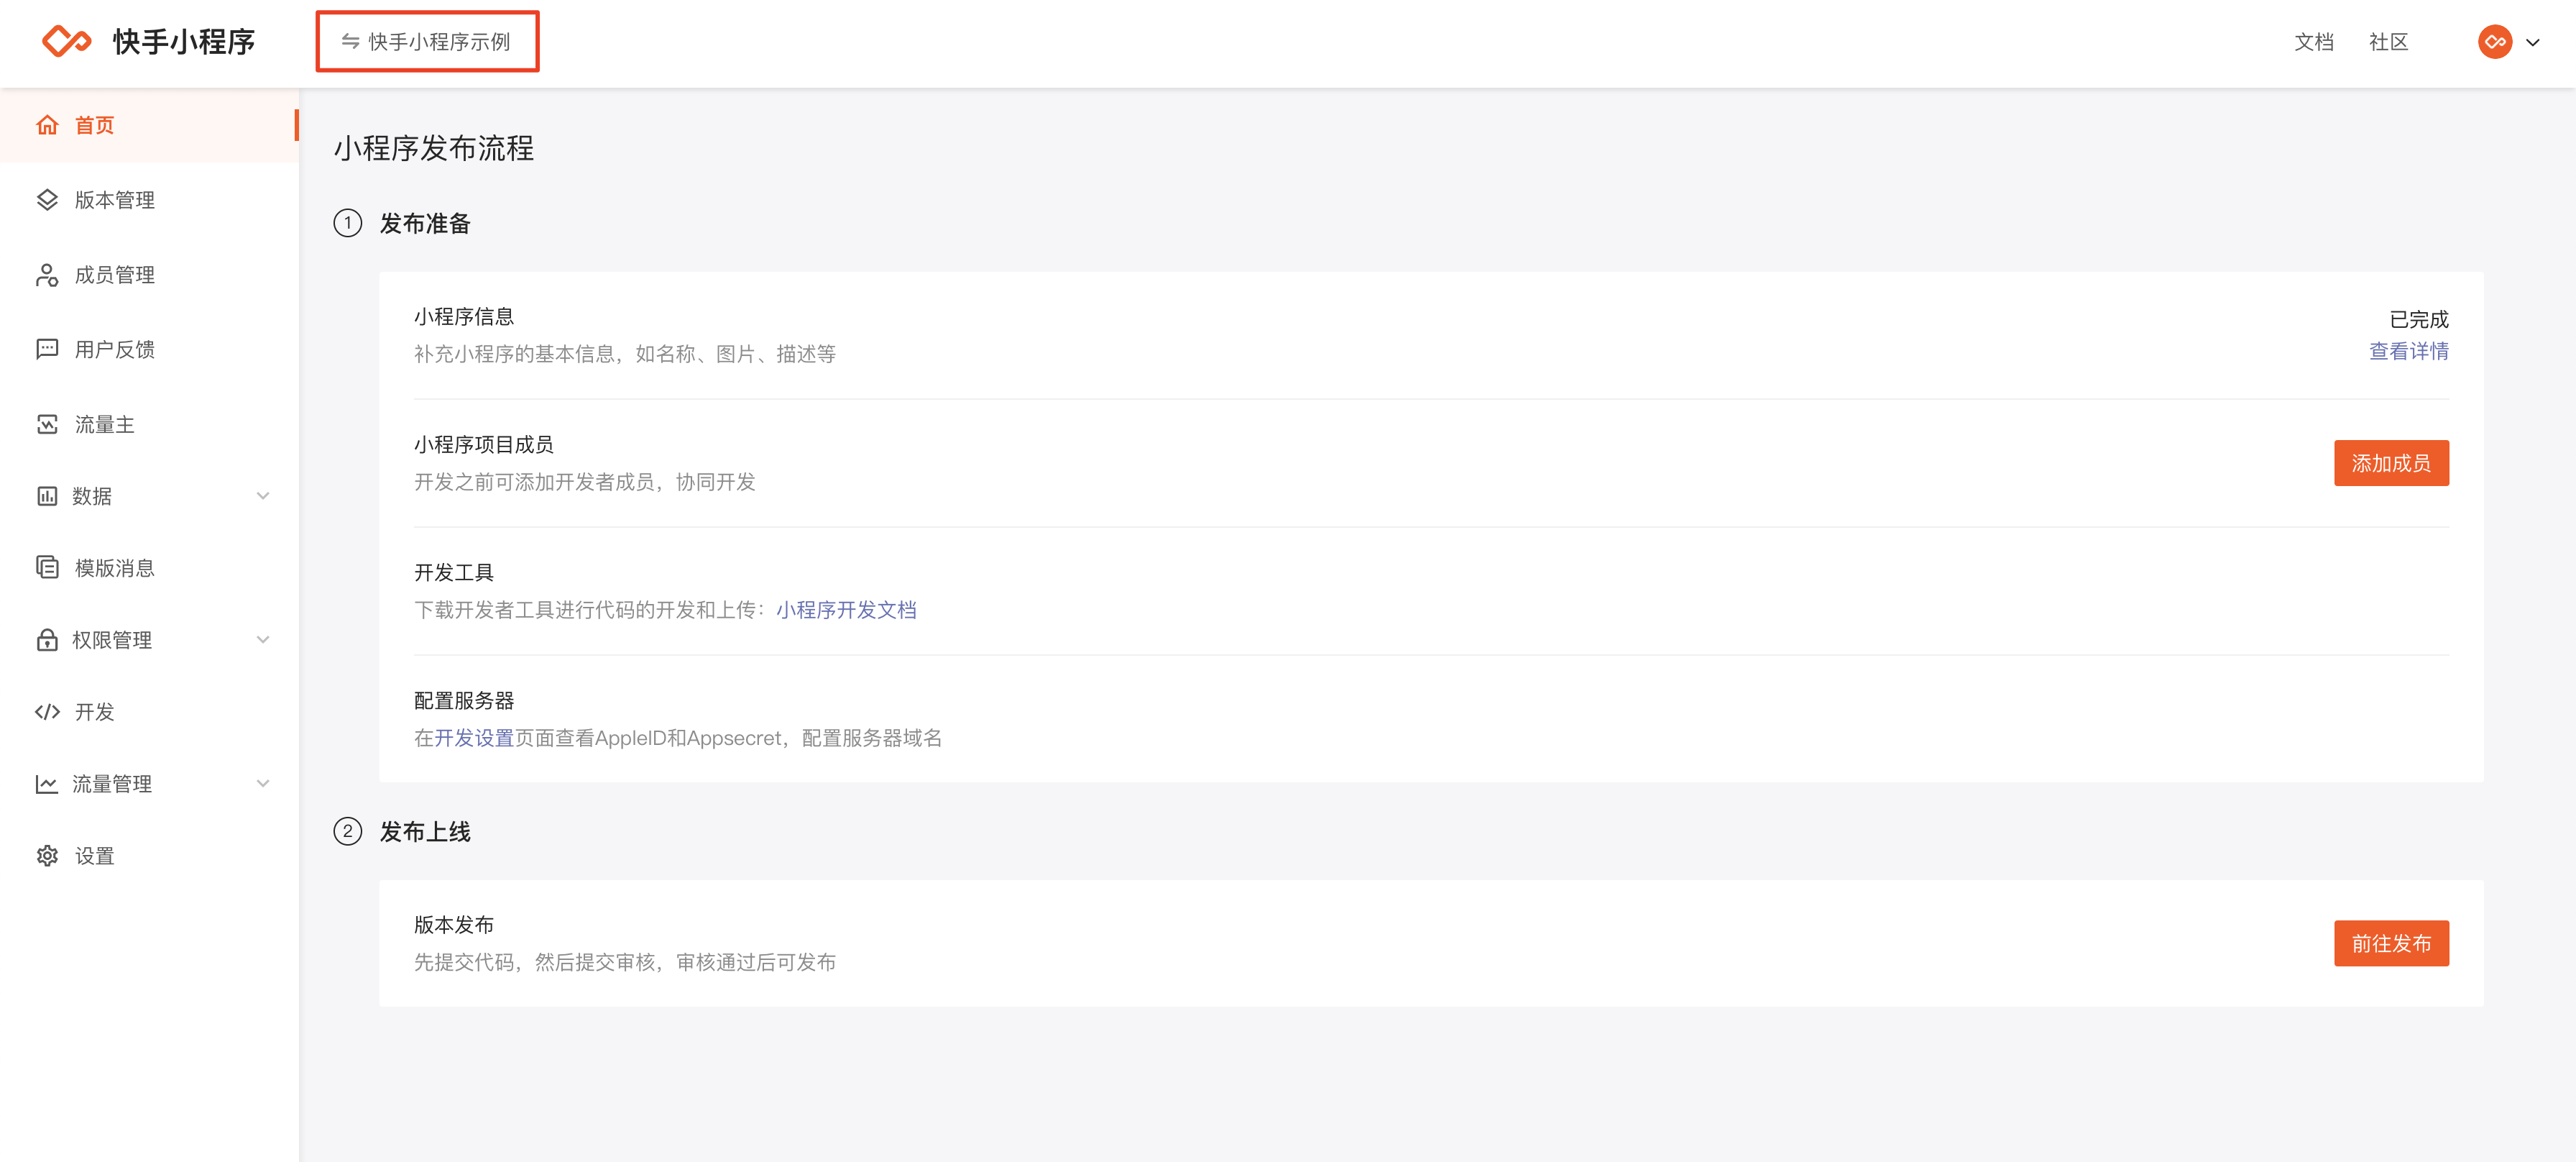 快手小程序
快手小程序示例
文档
社区
首页
版本管理
成员管理
用户反馈
流量主
数据
模版消息
权限管理
开发
流量管理
设置
小程序发布流程
1 发布准备
小程序信息
补充小程序的基本信息，如名称、图片、描述等
已完成
查看详情
小程序项目成员
开发之前可添加开发者成员，协同开发
添加成员
开发工具
下载开发者工具进行代码的开发和上传：小程序开发文档
配置服务器
在开发设置页面查看AppleID和Appsecret，配置服务器域名
2 发布上线
版本发布
先提交代码，然后提交审核，审核通过后可发布
前往发布